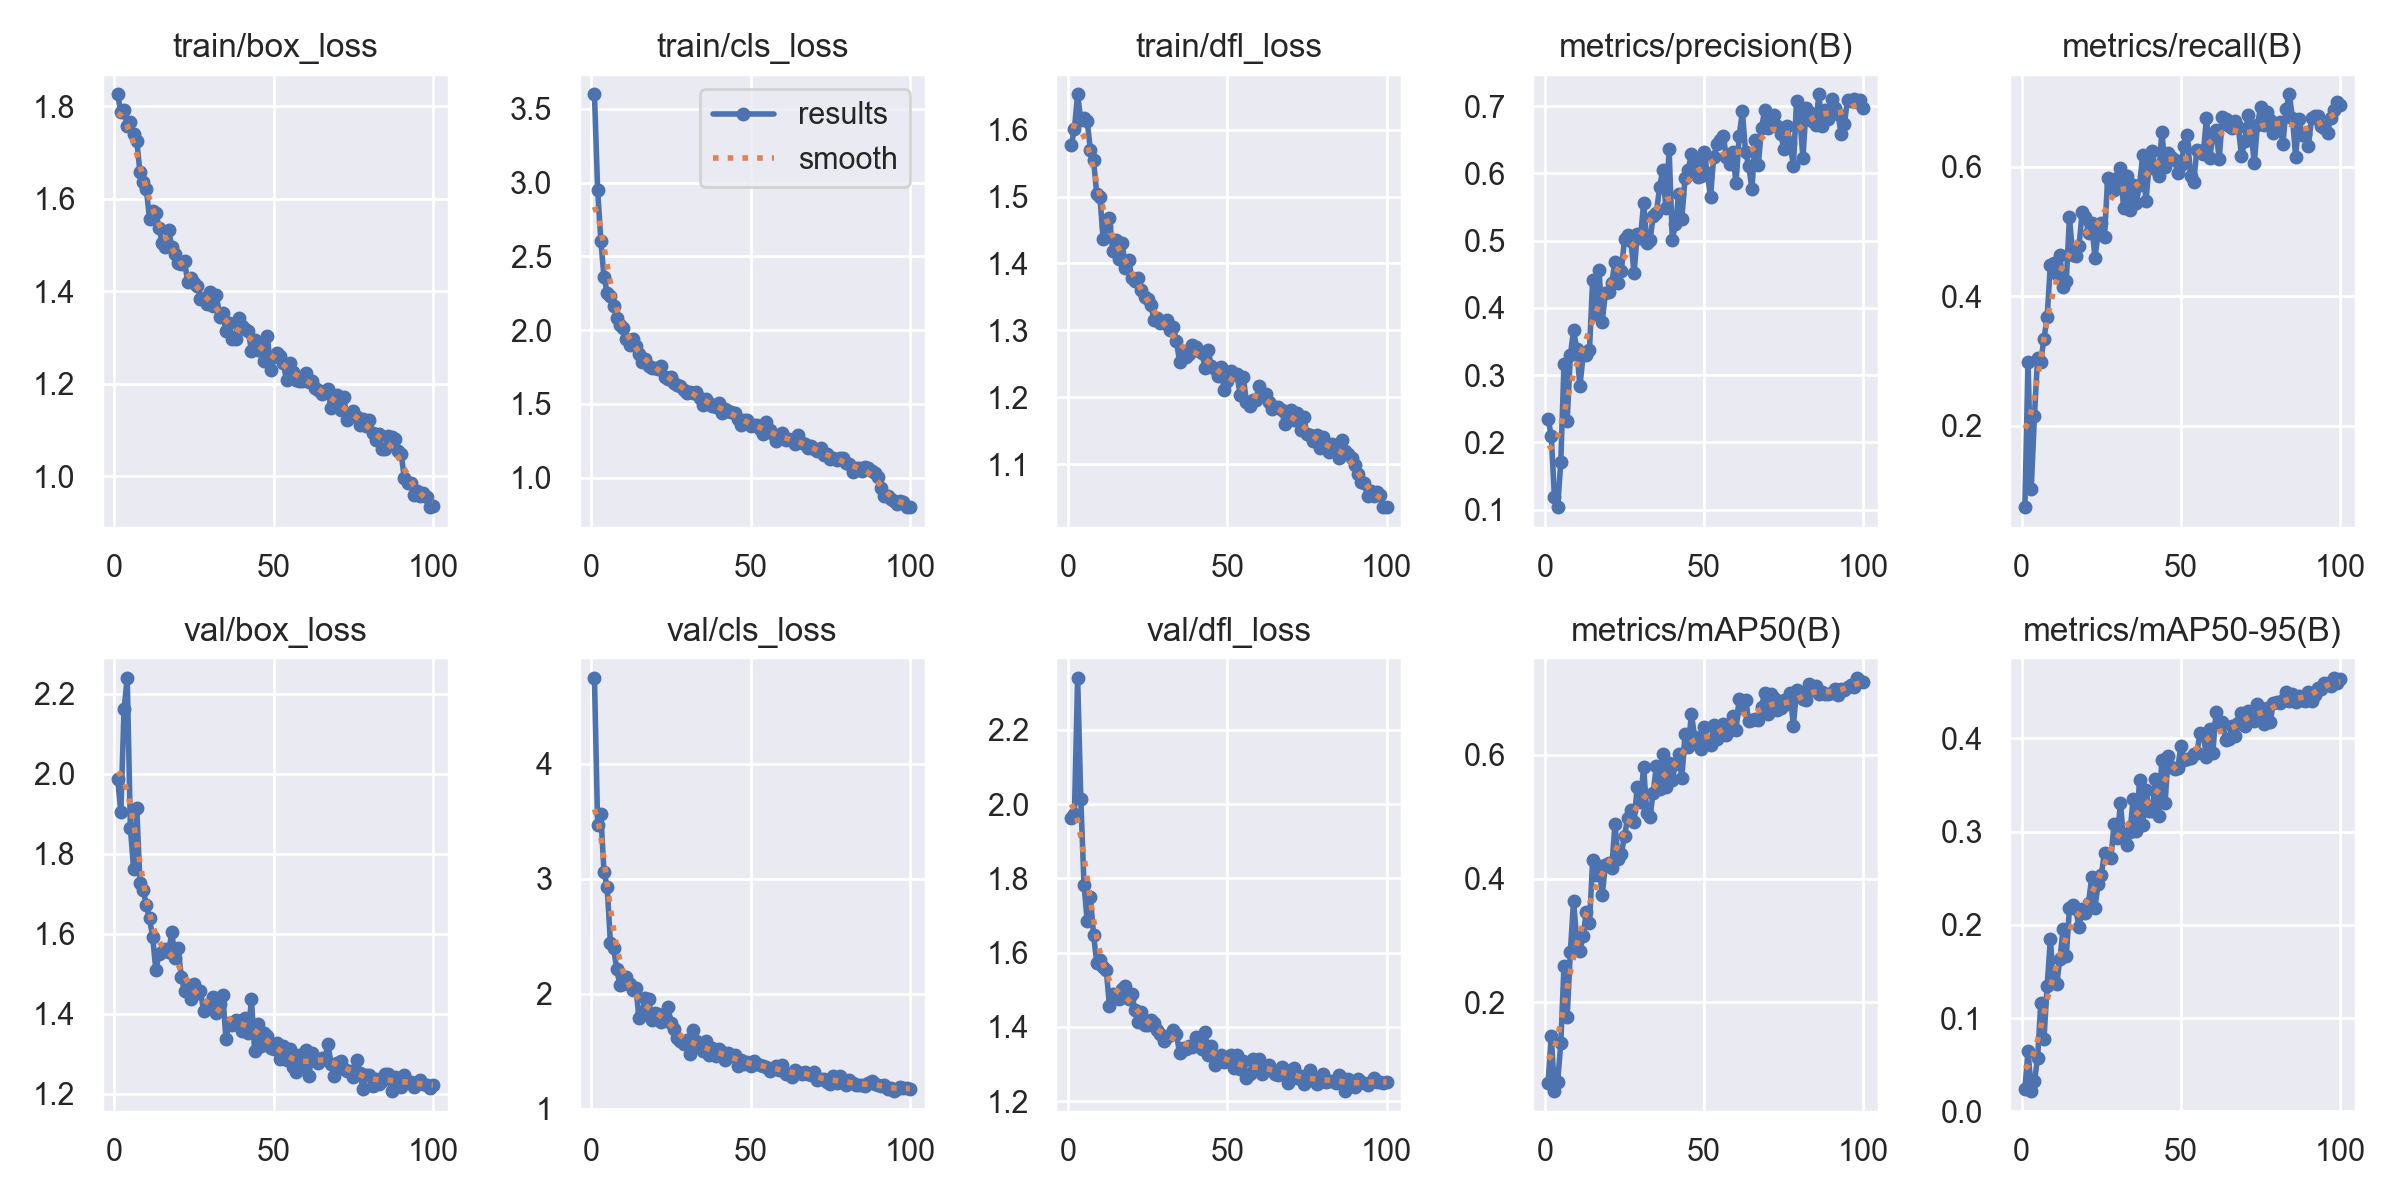 train/box_loss
train/cls_loss
train/dfl_loss
metrics/precision(B)
metrics/recall(B)
results
smooth
1.8
1.6
1.4
1.2
1.0
0 50 100
3.5
3.0
2.5
2.0
1.5
1.0
0 50 100
1.6
1.5
1.4
1.3
1.2
1.1
0 50 100
0.7
0.6
0.5
0.4
0.3
0.2
0.1
0 50 100
0.6
0.4
0.2
0 50 100
val/box_loss
val/cls_loss
val/dfl_loss
metrics/mAP50(B)
metrics/mAP50-95(B)
2.2
2.0
1.8
1.6
1.4
1.2
0 50 100
4
3
2
1
0 50 100
2.2
2.0
1.8
1.6
1.4
1.2
0 50 100
0.6
0.4
0.2
0 50 100
0.4
0.3
0.2
0.1
0.0
0 50 100